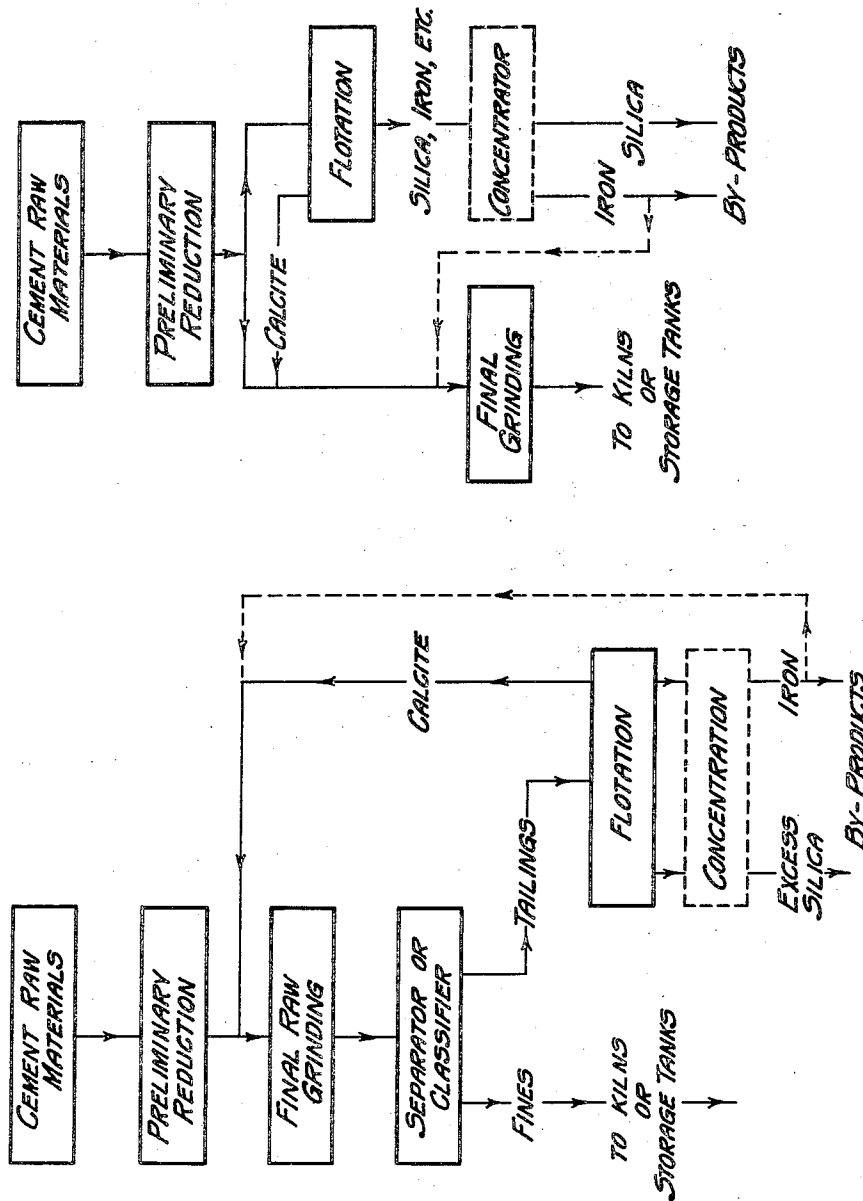 CEMENT RAW
MATERIALS
PRELIMINARY
REDUCTION
FINAL RAW
GRINDING
SEPARATOR OR
CLASSIFIER
FINES
TO KILNS
OR
STORAGE TANKS
TAILINGS
CALCITE
FLOTATION
CONCENTRATION
EXCESS
SILICA
IRON
BY-PRODUCTS
CEMENT RAW
MATERIALS
PRELIMINARY
REDUCTION
CALCITE
FLOTATION
SILICA, IRON, ETC.
CONCENTRATOR
IRON
SILICA
BY-PRODUCTS
FINAL
GRINDING
TO KILNS
OR
STORAGE TANKS